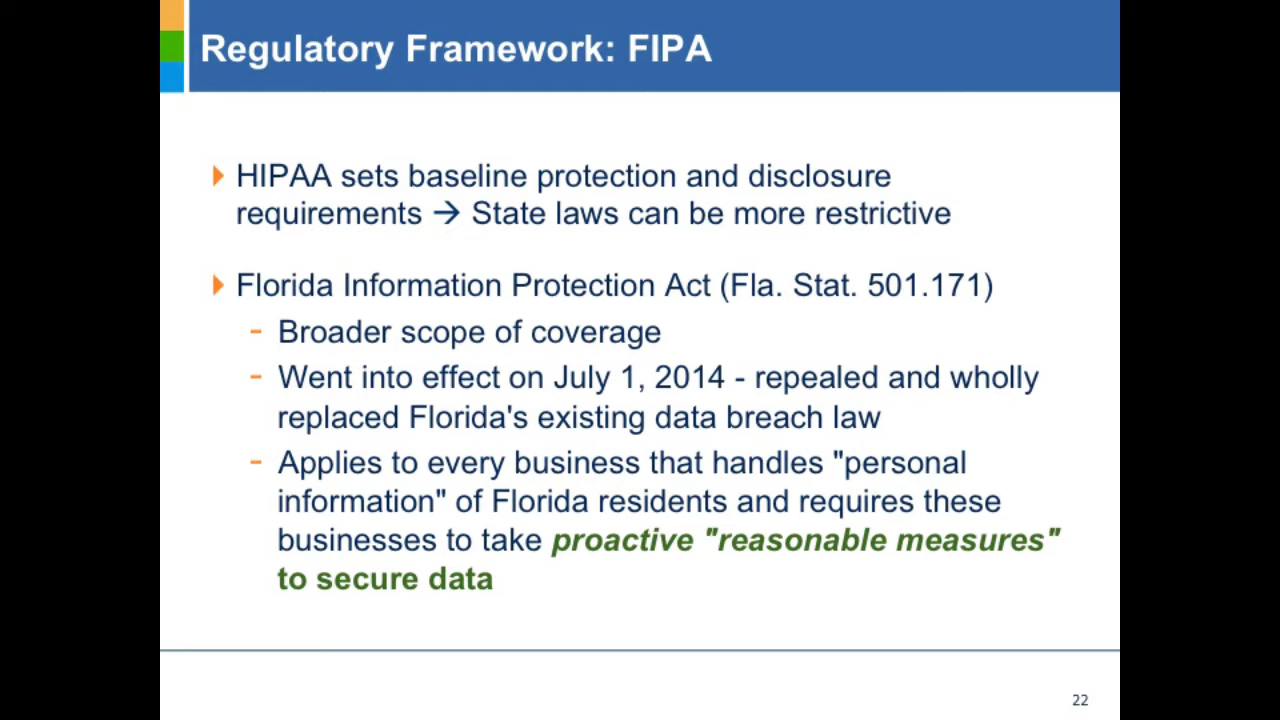 Regulatory Framework: FIPA
HIPAA sets baseline protection and disclosure
requirements → State laws can be more restrictive
Florida Information Protection Act (Fla. Stat. 501.171)
- Broader scope of coverage
- Went into effect on July 1, 2014 - repealed and wholly
replaced Florida's existing data breach law
- Applies to every business that handles "personal
information" of Florida residents and requires these
businesses to take proactive "reasonable measures"
to secure data
22